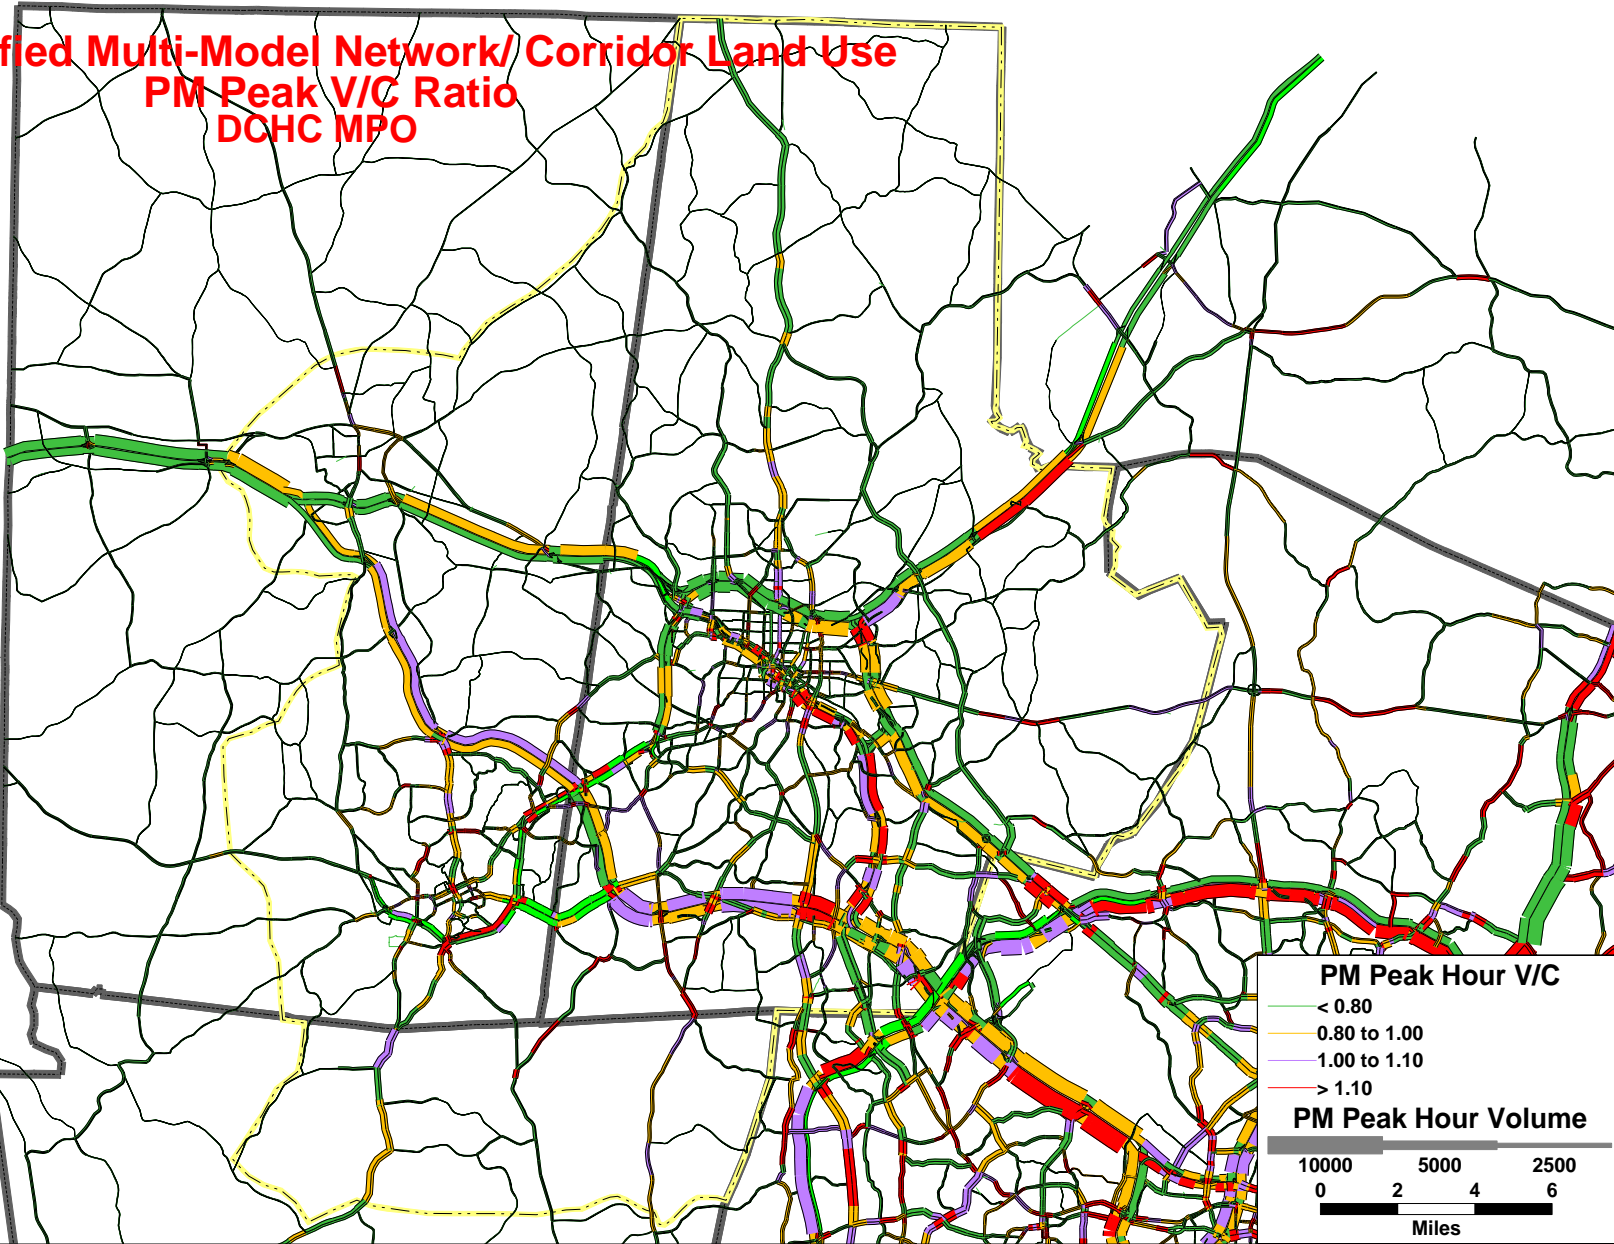 fied Multi-Model Network/ Corridor Land Use
PM Peak V/C Ratio
DCHC MPO
PM Peak Hour V/C
< 0.80
0.80 to 1.00
1.00 to 1.10
> 1.10
PM Peak Hour Volume
10000 5000 2500
0 2 4 6
Miles